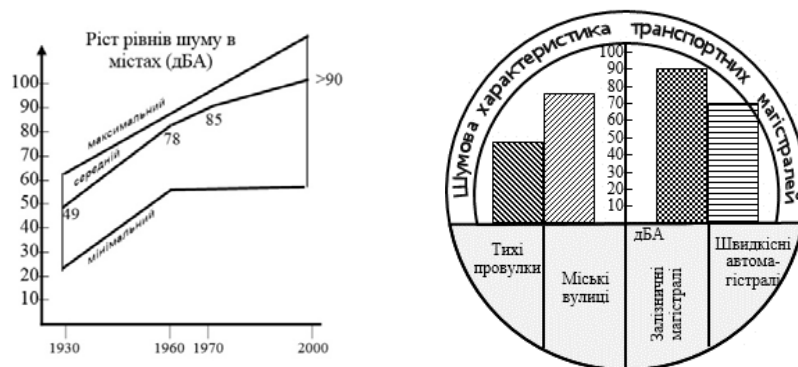 Ріст рівнів шуму в
містах (дБА)
100
90
80
70
60
50
40
30
20
10
максимальний
середній
мінімальний
49
78
85
>90
1930
1960
1970
2000
Шумова характеристика транспортних магістралей
100
90
80
70
60
50
40
30
20
10
дБА
Тихі
провулки
Міські
вулиці
Залізничні
магістралі
Швидкісні
автома-
гістралі